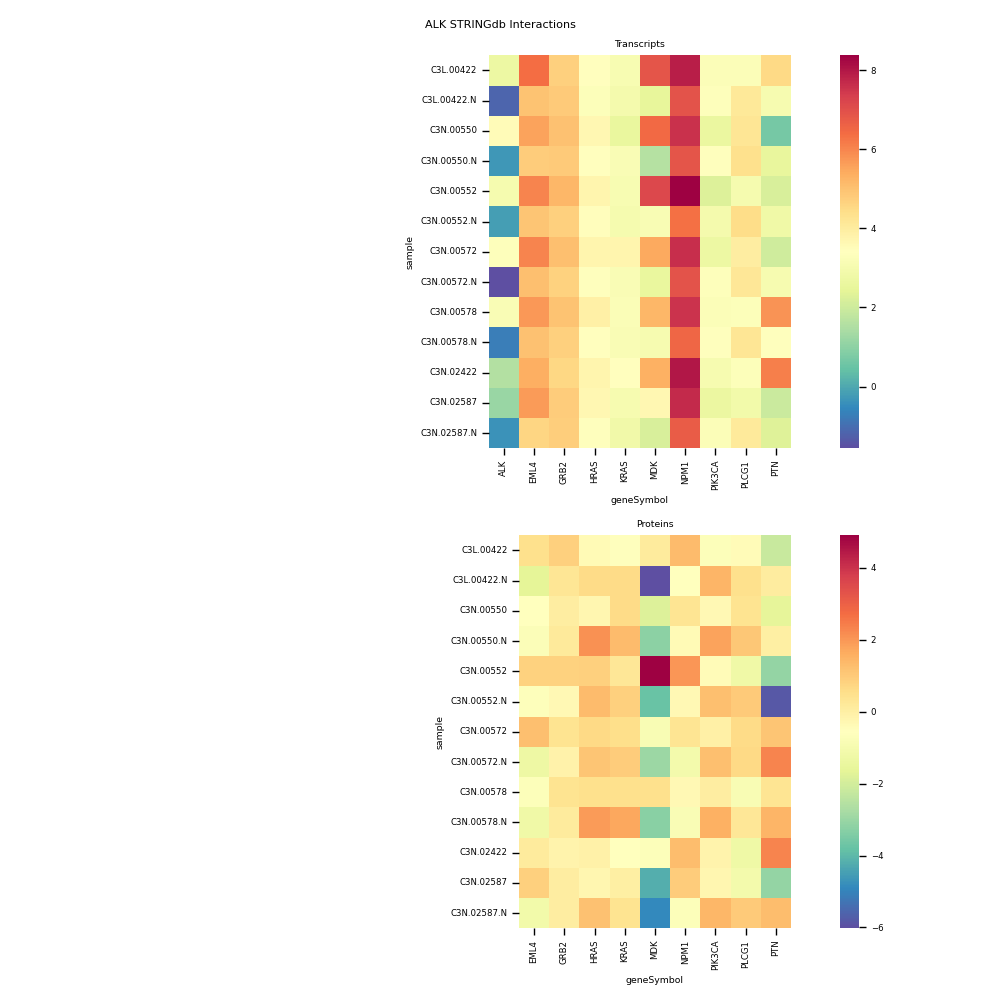 ALK STRINGdb Interactions
Transcripts
C3L.00422
C3L.00422.N
C3N.00550
C3N.00550.N
C3N.00552
C3N.00552.N
C3N.00572
C3N.00572.N
C3N.00578
C3N.00578.N
C3N.02422
C3N.02587
C3N.02587.N
sample
ALK EML4 GRB2 HRAS KRAS MDK NPM1 PIK3CA PLCG1 PTN
geneSymbol
8
6
4
2
0
Proteins
C3L.00422
C3L.00422.N
C3N.00550
C3N.00550.N
C3N.00552
C3N.00552.N
C3N.00572
C3N.00572.N
C3N.00578
C3N.00578.N
C3N.02422
C3N.02587
C3N.02587.N
sample
EML4 GRB2 HRAS KRAS MDK NPM1 PIK3CA PLCG1 PTN
geneSymbol
4
2
0
−2
−4
−6